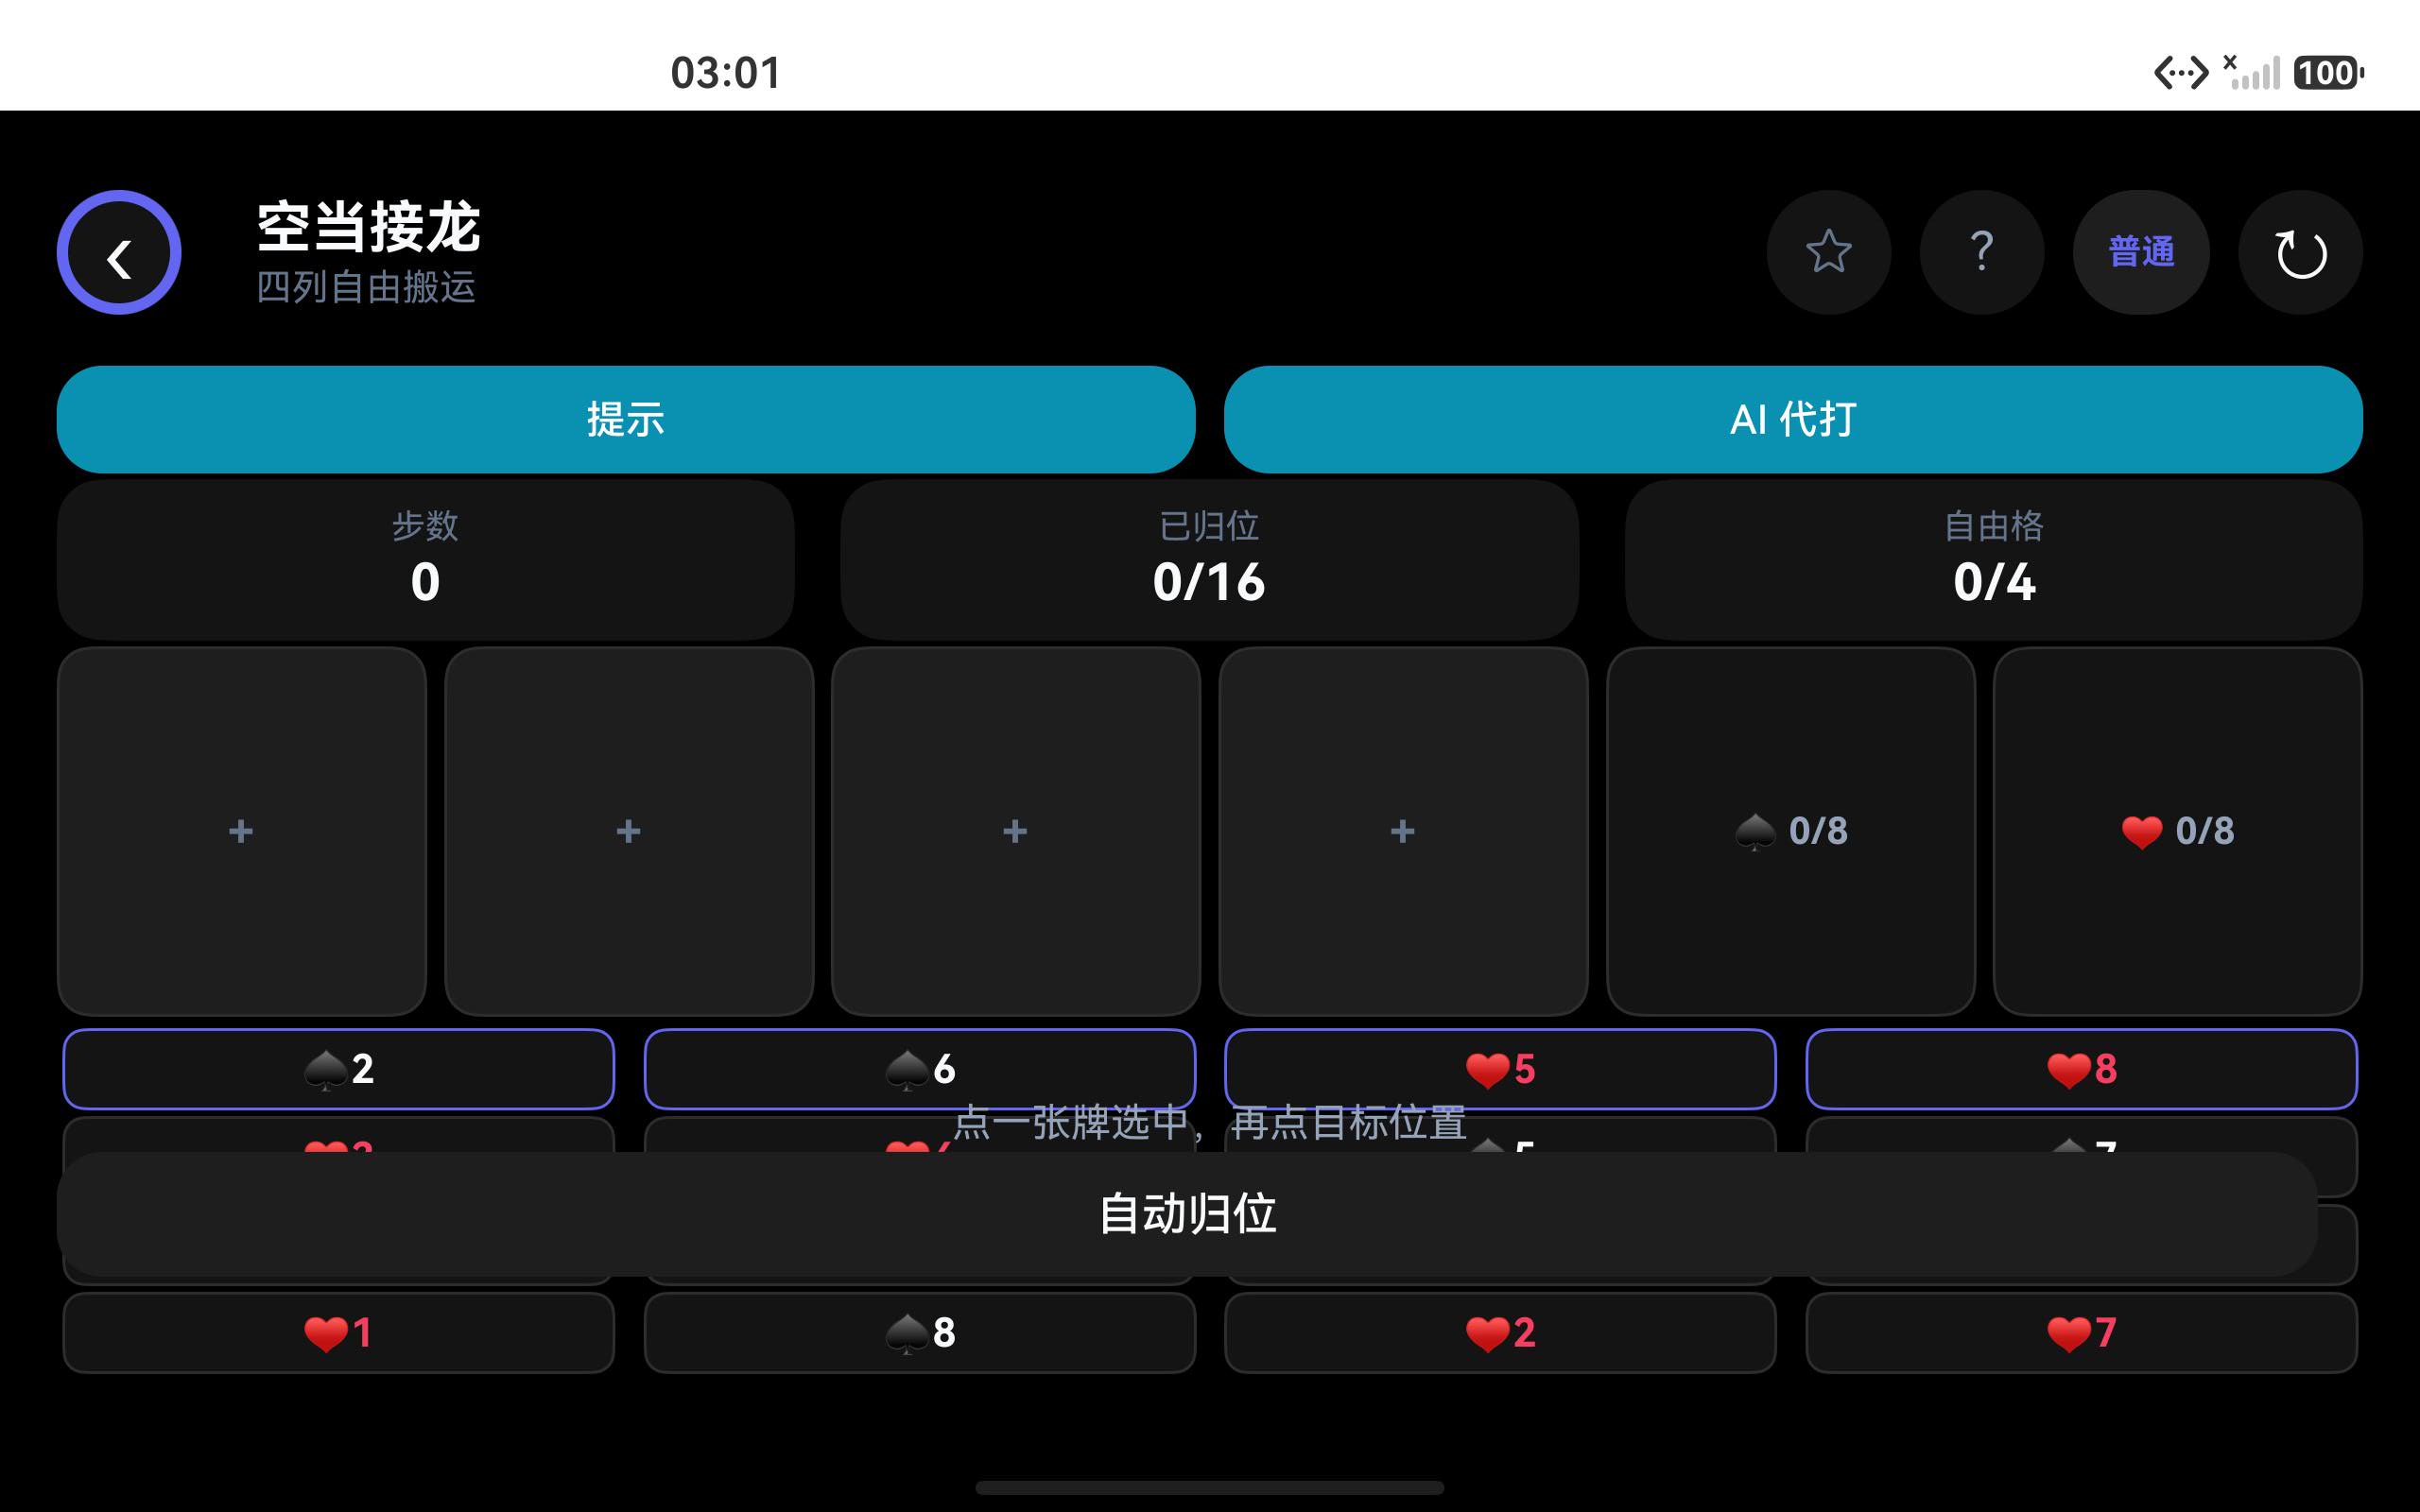 03:01
100
空当接龙
四列自由搬运
?
普通
提示
AI 代打
步数
已归位
自由格
0
0/16
0/4
+
+
+
+
♠ 0/8
♥ 0/8
♠2
♠6
♥5
♥8
点一张牌选中，再点目标位置
自动归位
♥1
♠8
♥2
♥7